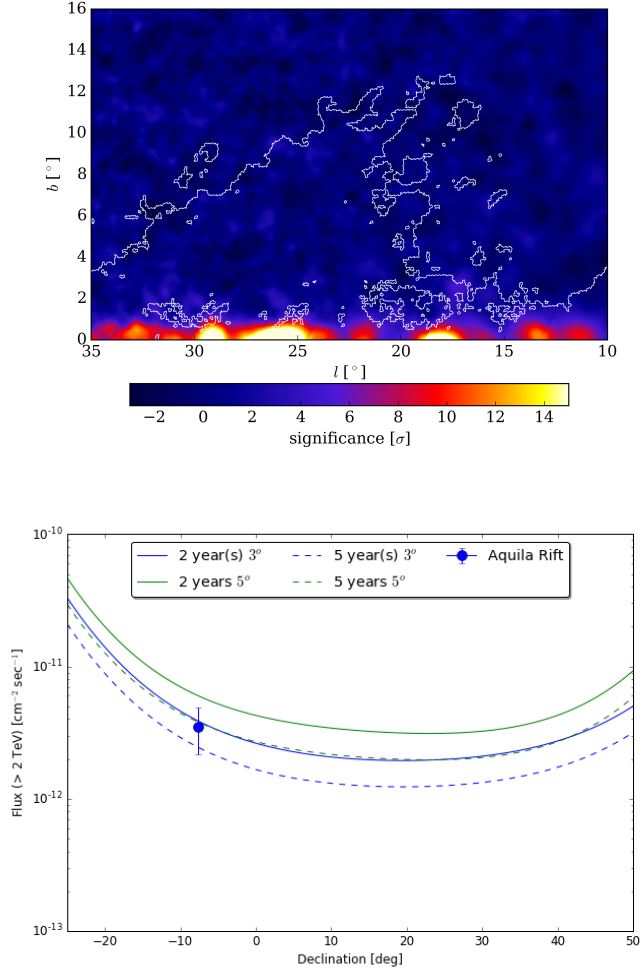 16
14
12
10
8
6
4
2
0
b [°]
35 30 25 20 15 10
l [°]
−2 0 2 4 6 8 10 12 14
significance [σ]
10⁻¹⁰
2 year(s) 3° 5 year(s) 3° Aquila Rift
2 years 5° 5 years 5°
10⁻¹¹
Flux (> 2 TeV) [cm⁻² sec⁻¹]
10⁻¹²
10⁻¹³
−20 −10 0 10 20 30 40 50
Declination [deg]